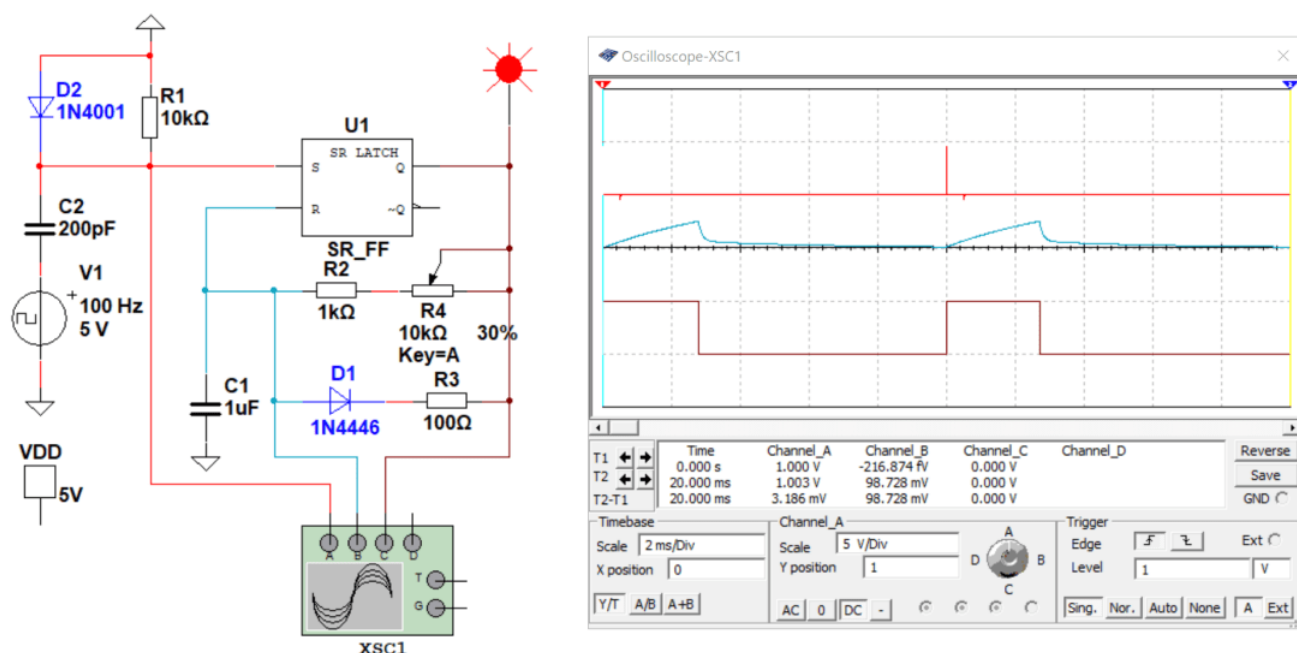 D2
1N4001
R1
10kΩ
U1
SR LATCH
S
Q
R
~Q
SR_FF
C2
200pF
V1
100 Hz
5 V
R2
1kΩ
R4
10kΩ
30%
Key=A
C1
1uF
D1
1N4446
R3
100Ω
VDD
5V
A
B
C
D
T
G
XSC1
Oscilloscope-XSC1
Time Channel_A Channel_B Channel_C Channel_D
T1 0.000 s 1.000 V -216.874 fV 0.000 V
T2 20.000 ms 1.003 V 98.728 mV 0.000 V
T2-T1 20.000 ms 3.186 mV 98.728 mV 0.000 V
Reverse
Save
GND
Timebase
Scale 2 ms/Div
X position 0
Y/T A/B A+B
Channel_A
Scale 5 V/Div
Y position 1
AC 0 DC -
A
D B
C
Trigger
Edge Ext
Level 1 V
Sing. Nor. Auto None A Ext